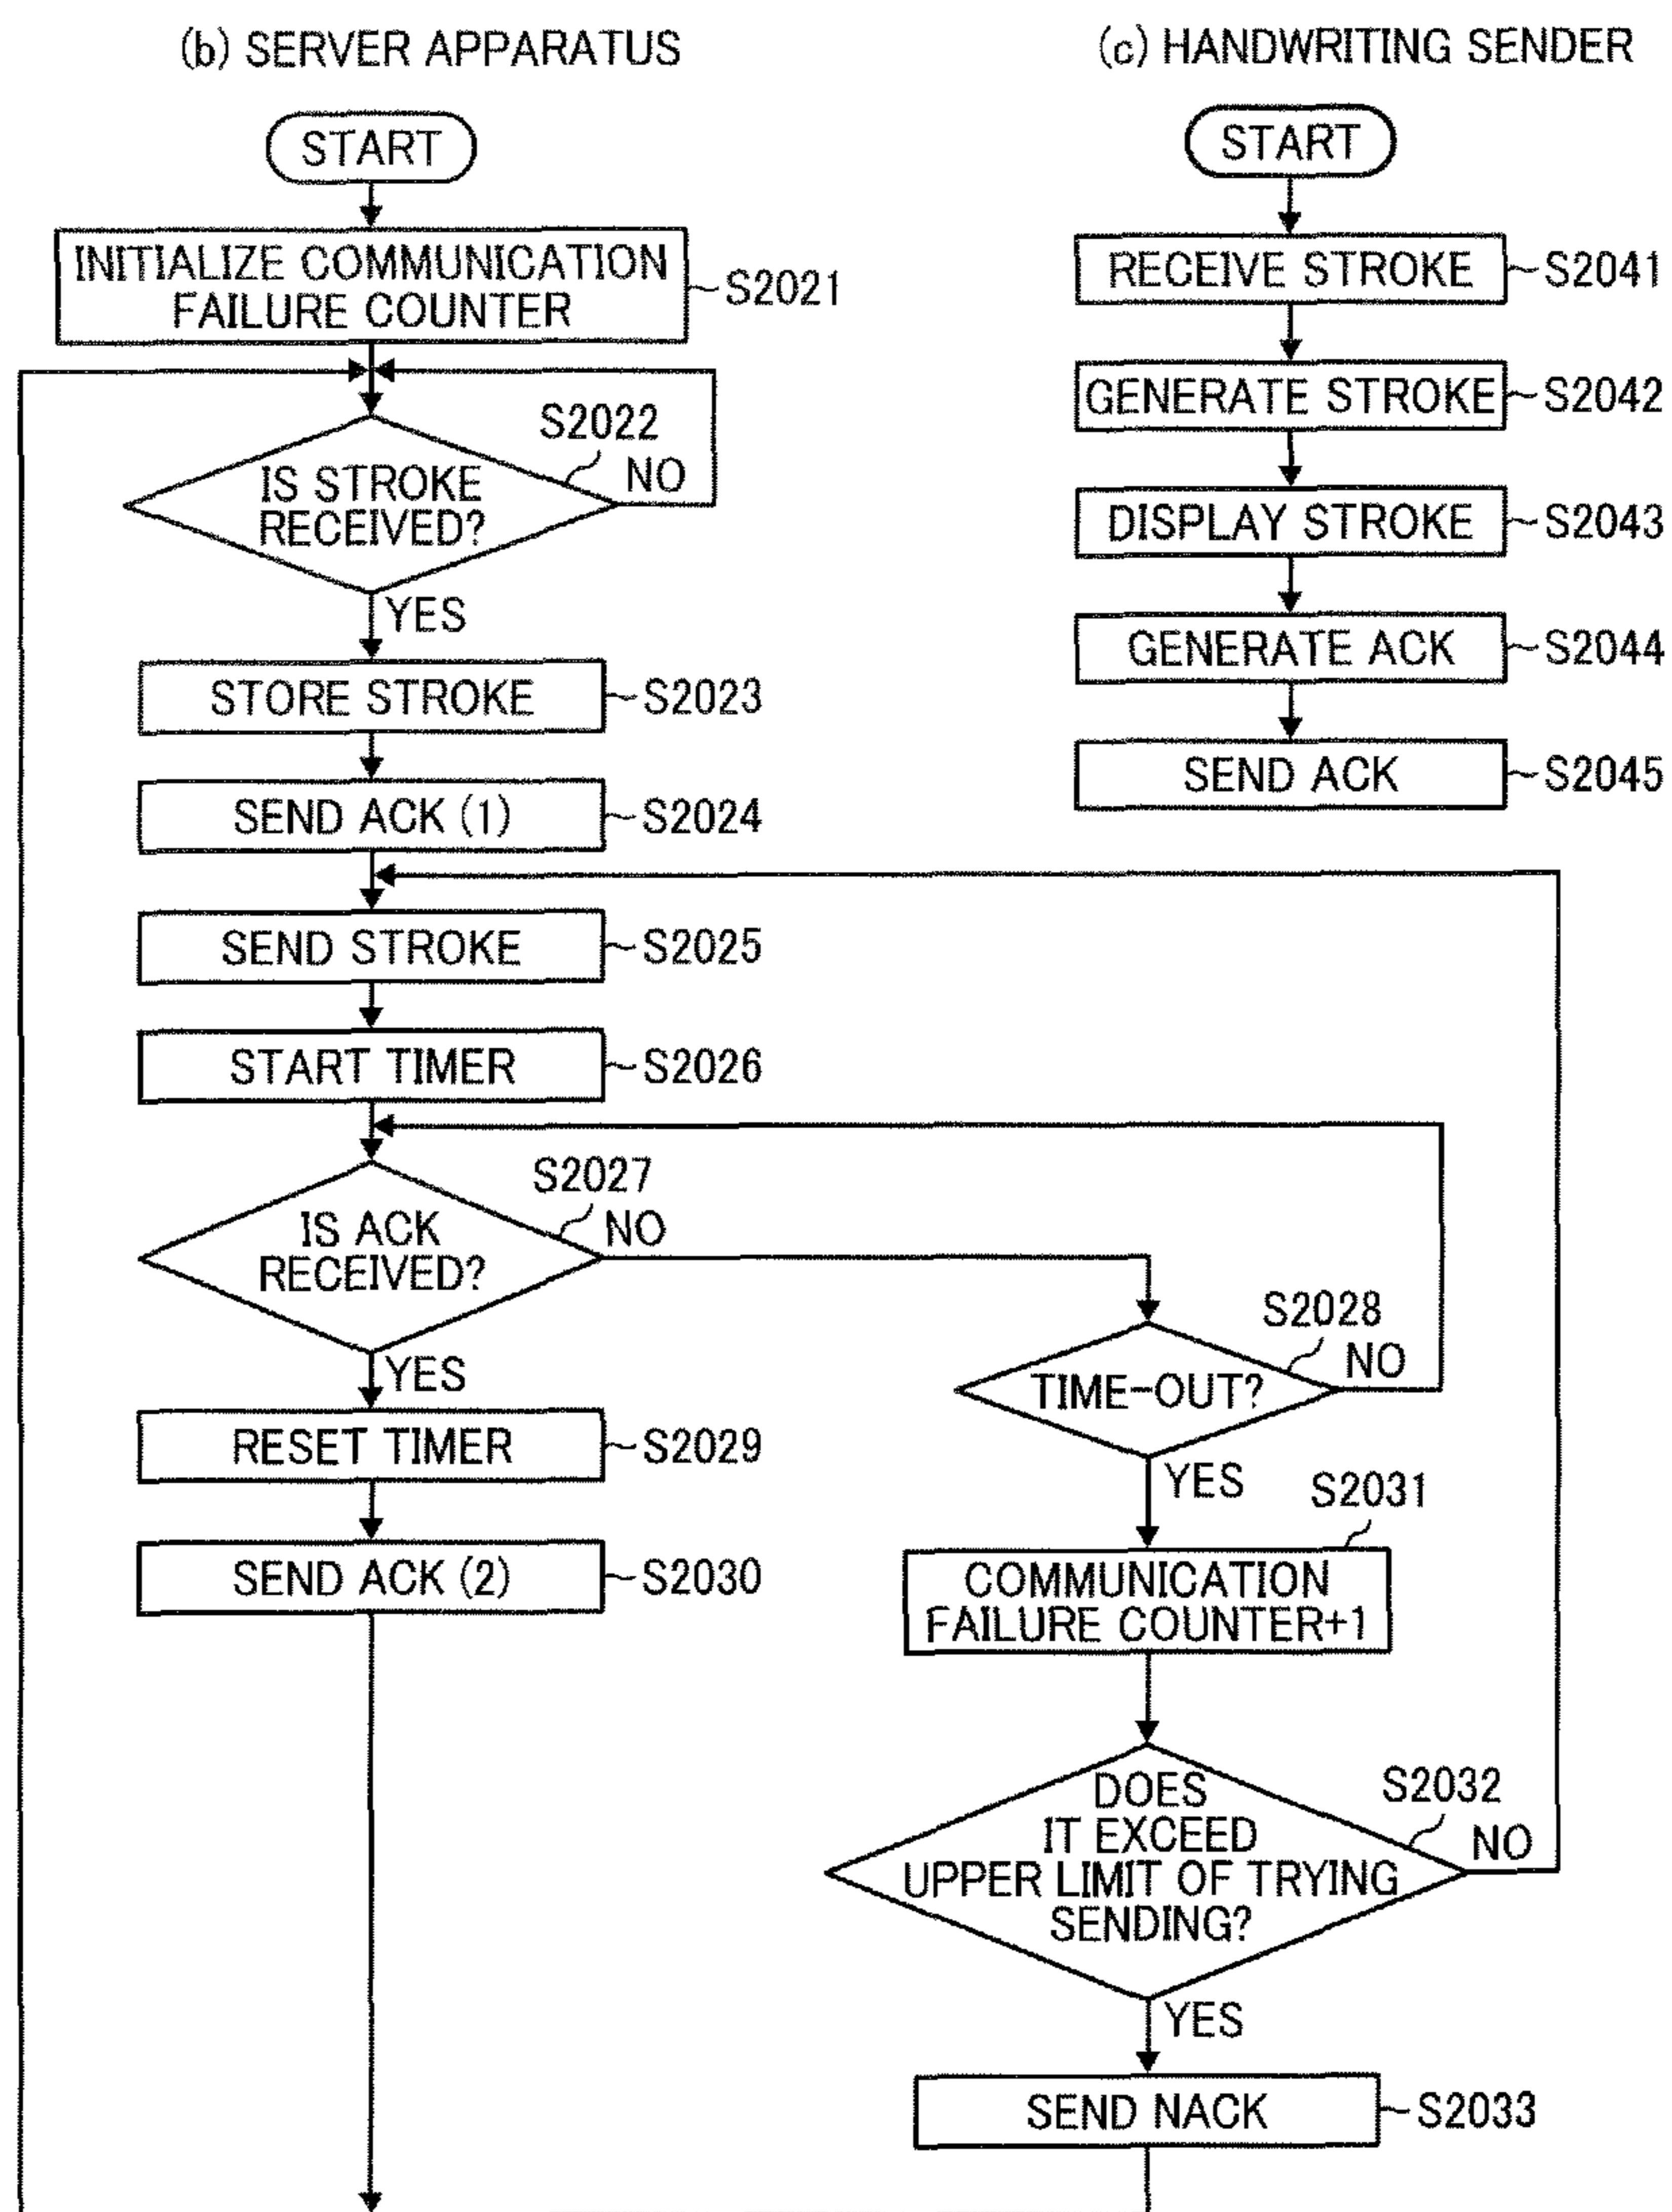 (b) SERVER APPARATUS
START
INITIALIZE COMMUNICATION
FAILURE COUNTER
S2021
S2022
NO
IS STROKE
RECEIVED?
YES
STORE STROKE
S2023
SEND ACK (1)
S2024
SEND STROKE
S2025
START TIMER
S2026
S2027
NO
IS ACK
RECEIVED?
YES
RESET TIMER
S2029
SEND ACK (2)
S2030
S2028
NO
TIME-OUT?
YES
S2031
COMMUNICATION
FAILURE COUNTER+1
S2032
NO
DOES
IT EXCEED
UPPER LIMIT OF TRYING
SENDING?
YES
SEND NACK
S2033
(c) HANDWRITING SENDER
START
RECEIVE STROKE
S2041
GENERATE STROKE
S2042
DISPLAY STROKE
S2043
GENERATE ACK
S2044
SEND ACK
S2045